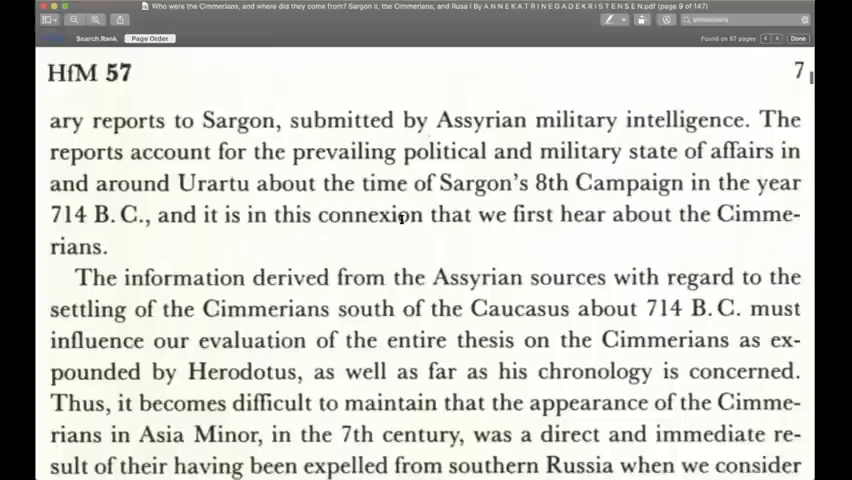 Who were the Cimmerians, and where did they come from? Sargon II, the Cimmerians, and Rusa I By A N N E K A T R I N E G A D E K R I S T E N S E N.pdf (page 9 of 147)
Search Rank Page Order Found on 67 pages Done
HfM 57 7
ary reports to Sargon, submitted by Assyrian military intelligence. The
reports account for the prevailing political and military state of affairs in
and around Urartu about the time of Sargon's 8th Campaign in the year
714 B. C., and it is in this connexion that we first hear about the Cimme-
rians.
The information derived from the Assyrian sources with regard to the
settling of the Cimmerians south of the Caucasus about 714 B. C. must
influence our evaluation of the entire thesis on the Cimmerians as ex-
pounded by Herodotus, as well as far as his chronology is concerned.
Thus, it becomes difficult to maintain that the appearance of the Cimme-
rians in Asia Minor, in the 7th century, was a direct and immediate re-
sult of their having been expelled from southern Russia when we consider